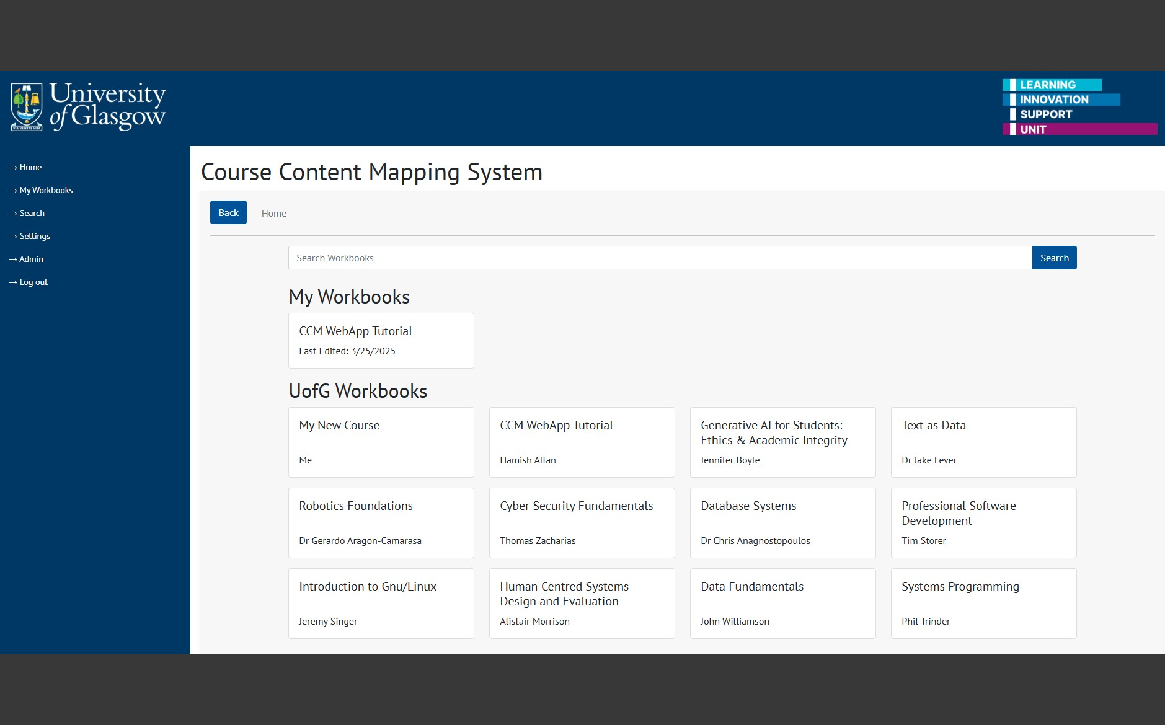 University
of Glasgow
LEARNING
INNOVATION
SUPPORT
UNIT
Home
My Workbooks
Search
Settings
Admin
Log out
Course Content Mapping System
Back
Home
Search Workbooks
Search
My Workbooks
CCM WebApp Tutorial
Last Edited: 3/25/2025
UofG Workbooks
My New Course
Me
CCM WebApp Tutorial
Hamish Allan
Generative AI for Students:
Ethics & Academic Integrity
Jennifer Boyle
Text as Data
Dr Jake Lever
Robotics Foundations
Dr Gerardo Aragon-Camarasa
Cyber Security Fundamentals
Thomas Zacharias
Database Systems
Dr Chris Anagnostopoulos
Professional Software
Development
Tim Storer
Introduction to Gnu/Linux
Jeremy Singer
Human Centred Systems
Design and Evaluation
Alistair Morrison
Data Fundamentals
John Williamson
Systems Programming
Phil Trinder